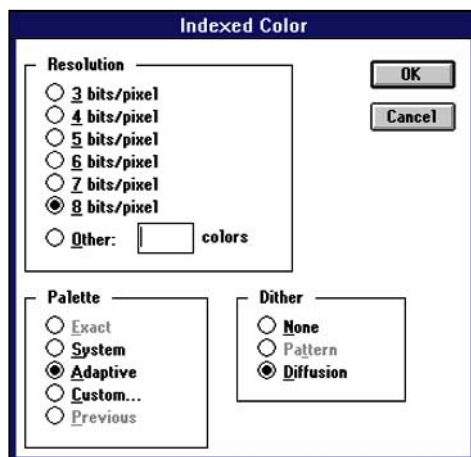 Indexed Color
Resolution
3 bits/pixel
4 bits/pixel
5 bits/pixel
6 bits/pixel
7 bits/pixel
8 bits/pixel
Other: colors
OK
Cancel
Palette
Exact
System
Adaptive
Custom...
Previous
Dither
None
Pattern
Diffusion